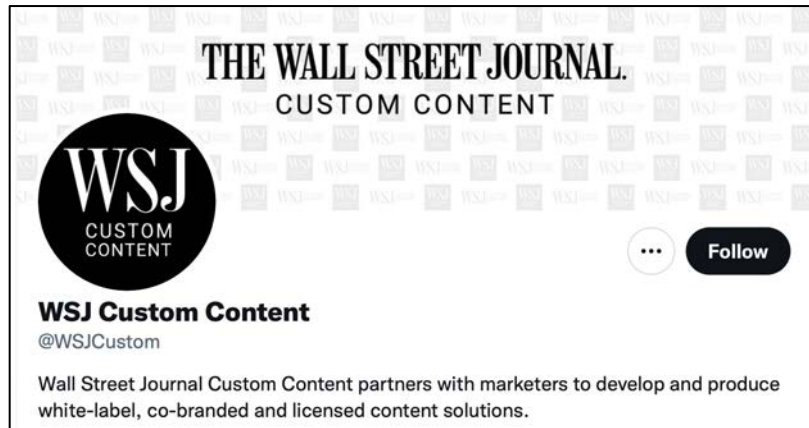 THE WALL STREET JOURNAL.
CUSTOM CONTENT
WSJ
CUSTOM
CONTENT
Follow
WSJ Custom Content
@WSJCustom
Wall Street Journal Custom Content partners with marketers to develop and produce
white-label, co-branded and licensed content solutions.